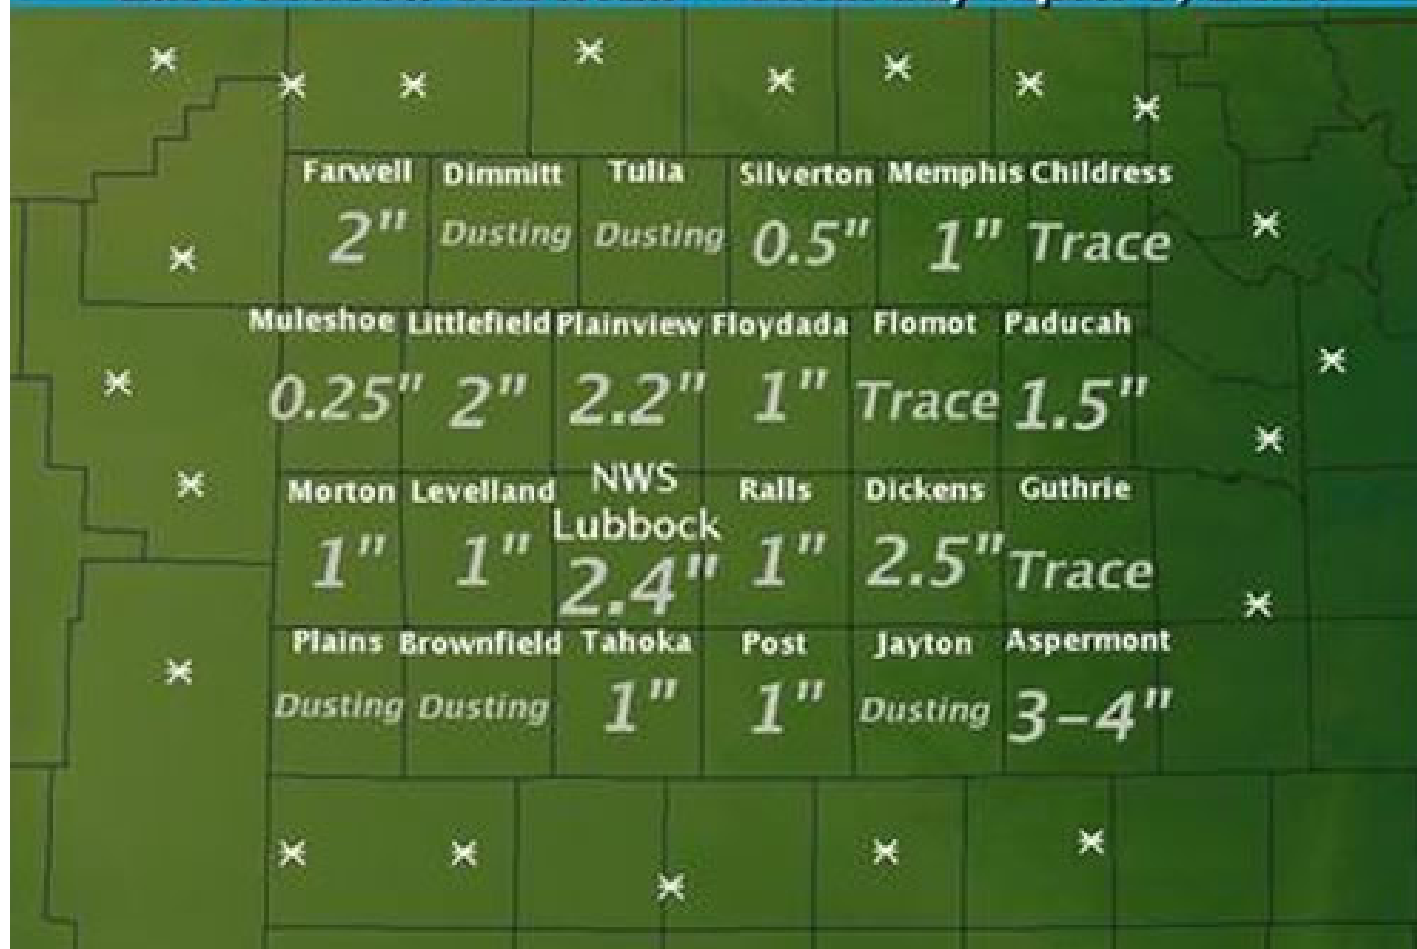 Farwell Dimmitt Tulia Silverton Memphis Childress
2" Dusting Dusting 0.5" 1" Trace
Muleshoe Littlefield Plainview Floydada Flomot Paducah
0.25" 2" 2.2" 1" Trace 1.5"
Morton Levelland NWS Lubbock Ralls Dickens Guthrie
1" 1" 2.4" 1" 2.5" Trace
Plains Brownfield Tahoka Post Jayton Aspermont
Dusting Dusting 1" 1" Dusting 3-4"